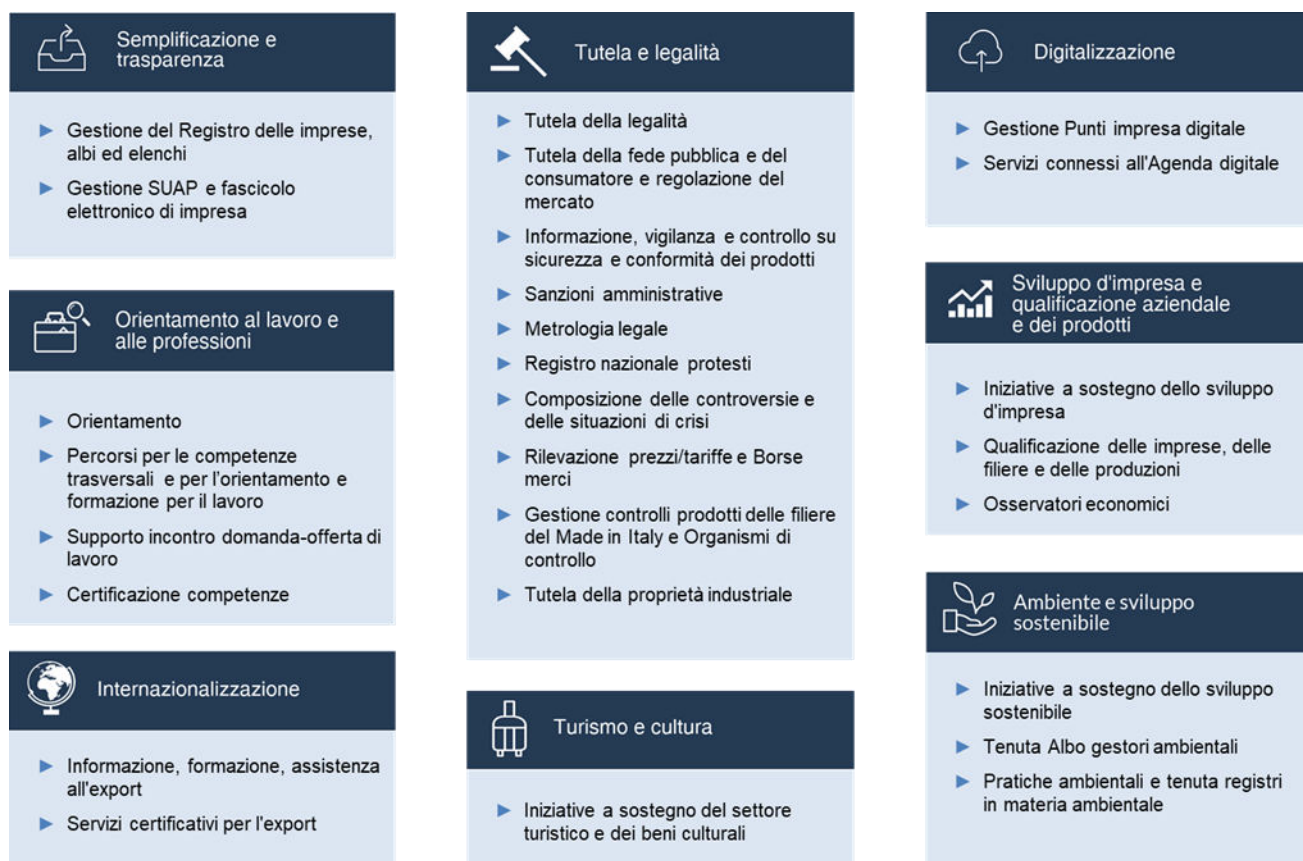 Semplificazione e
trasparenza
► Gestione del Registro delle imprese,
albi ed elenchi
► Gestione SUAP e fascicolo
elettronico di impresa
Orientamento al lavoro e
alle professioni
► Orientamento
► Percorsi per le competenze
trasversali e per l'orientamento e
formazione per il lavoro
► Supporto incontro domanda-offerta di
lavoro
► Certificazione competenze
Internazionalizzazione
► Informazione, formazione, assistenza
all'export
► Servizi certificativi per l'export
Tutela e legalità
► Tutela della legalità
► Tutela della fede pubblica e del
consumatore e regolazione del
mercato
► Informazione, vigilanza e controllo su
sicurezza e conformità dei prodotti
► Sanzioni amministrative
► Metrologia legale
► Registro nazionale protesti
► Composizione delle controversie e
delle situazioni di crisi
► Rilevazione prezzi/tariffe e Borse
merci
► Gestione controlli prodotti delle filiere
del Made in Italy e Organismi di
controllo
► Tutela della proprietà industriale
Turismo e cultura
► Iniziative a sostegno del settore
turistico e dei beni culturali
Digitalizzazione
► Gestione Punti impresa digitale
► Servizi connessi all'Agenda digitale
Sviluppo d'impresa e
qualificazione aziendale
e dei prodotti
► Iniziative a sostegno dello sviluppo
d'impresa
► Qualificazione delle imprese, delle
filiere e delle produzioni
► Osservatori economici
Ambiente e sviluppo
sostenibile
► Iniziative a sostegno dello sviluppo
sostenibile
► Tenuta Albo gestori ambientali
► Pratiche ambientali e tenuta registri
in materia ambientale